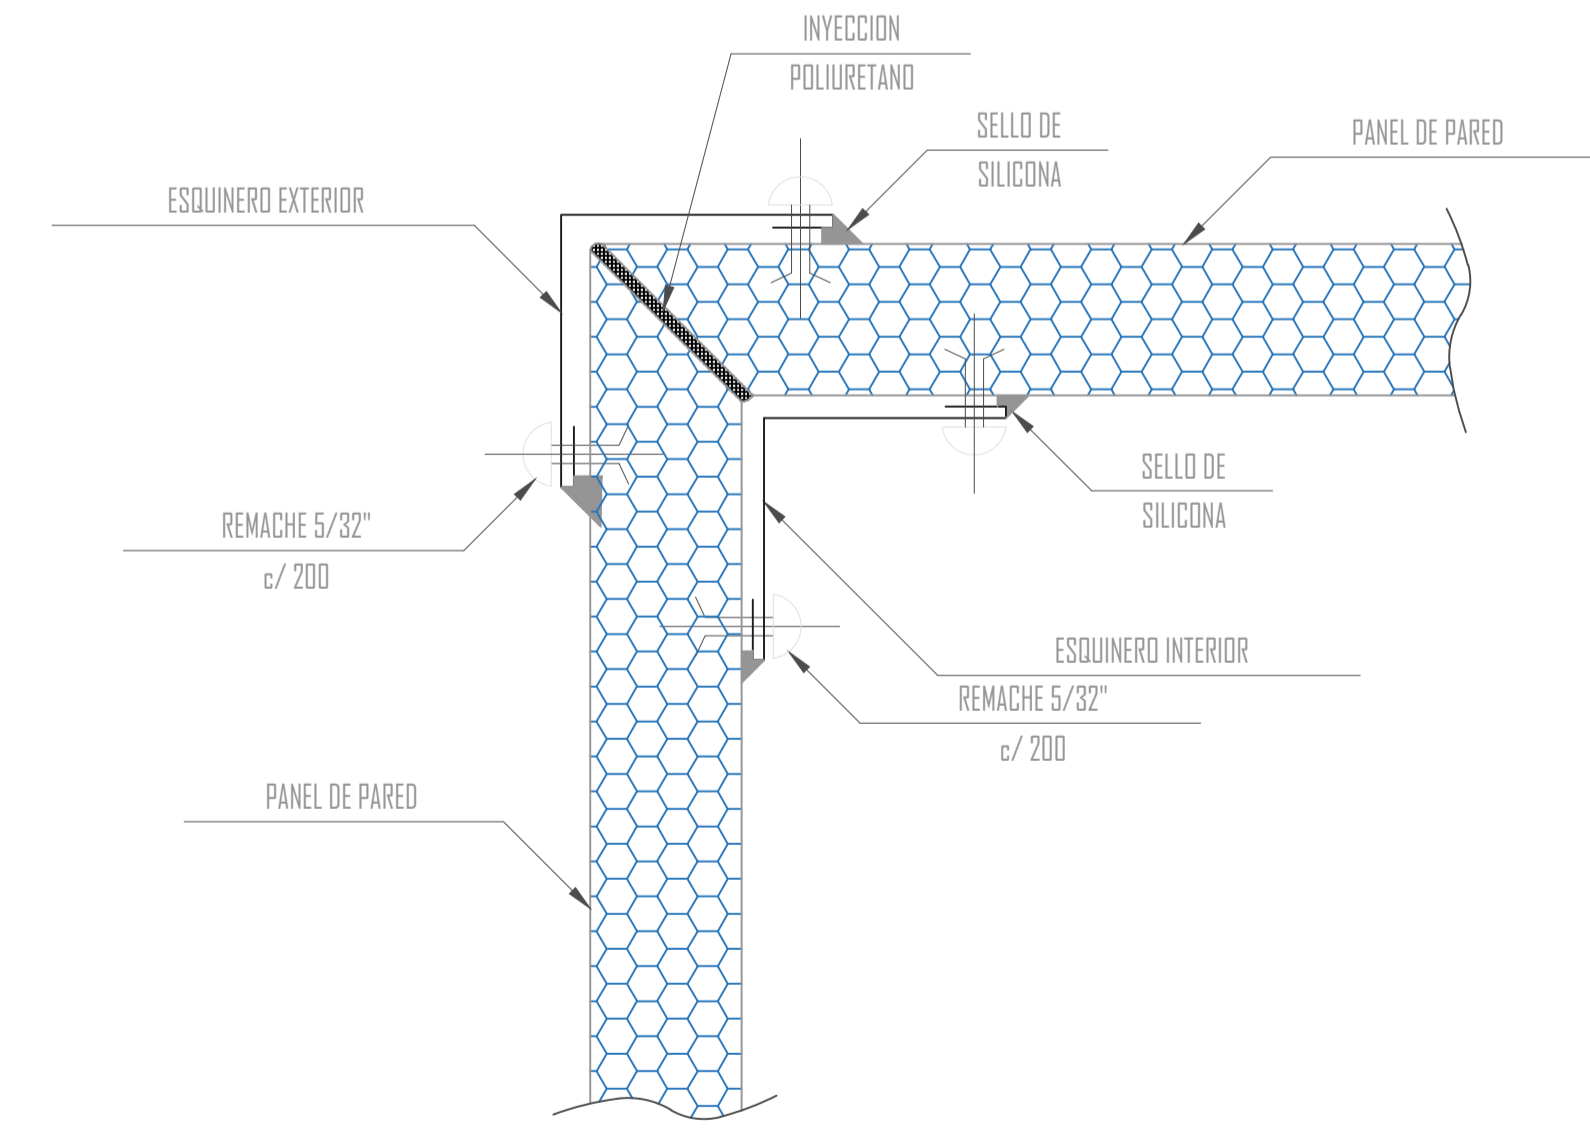 INYECCION
POLIURETANO
SELLO DE
SILICONA
PANEL DE PARED
ESQUINERO EXTERIOR
SELLO DE
SILICONA
REMACHE 5/32"
c/ 200
ESQUINERO INTERIOR
REMACHE 5/32"
c/ 200
PANEL DE PARED